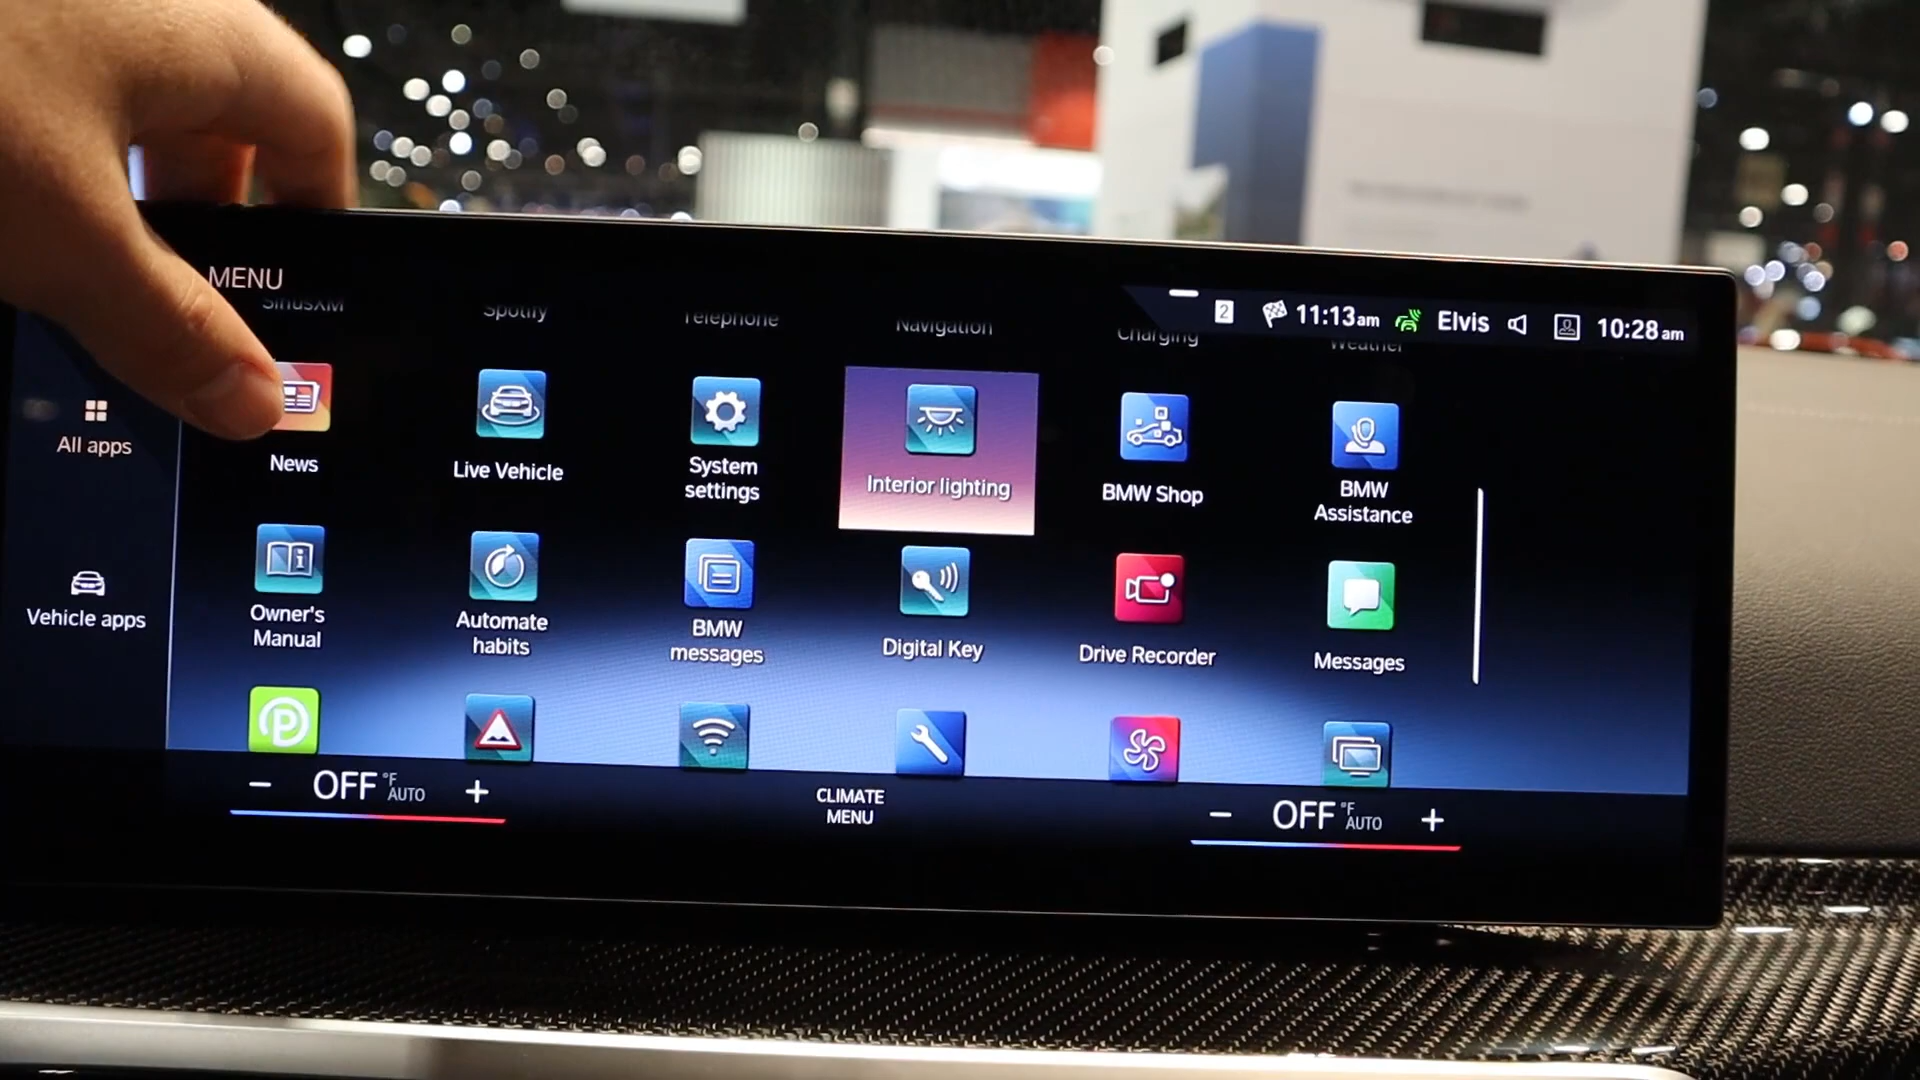 MENU
2
11:13am
Elvis
10:28am
SiriusXM
Spotify
Telephone
Navigation
Charging
Weather
All apps
News
Live Vehicle
System
settings
Interior lighting
BMW Shop
BMW
Assistance
Vehicle apps
Owner's
Manual
Automate
habits
BMW
messages
Digital Key
Drive Recorder
Messages
P
− OFF °F AUTO +
CLIMATE
MENU
− OFF °F AUTO +